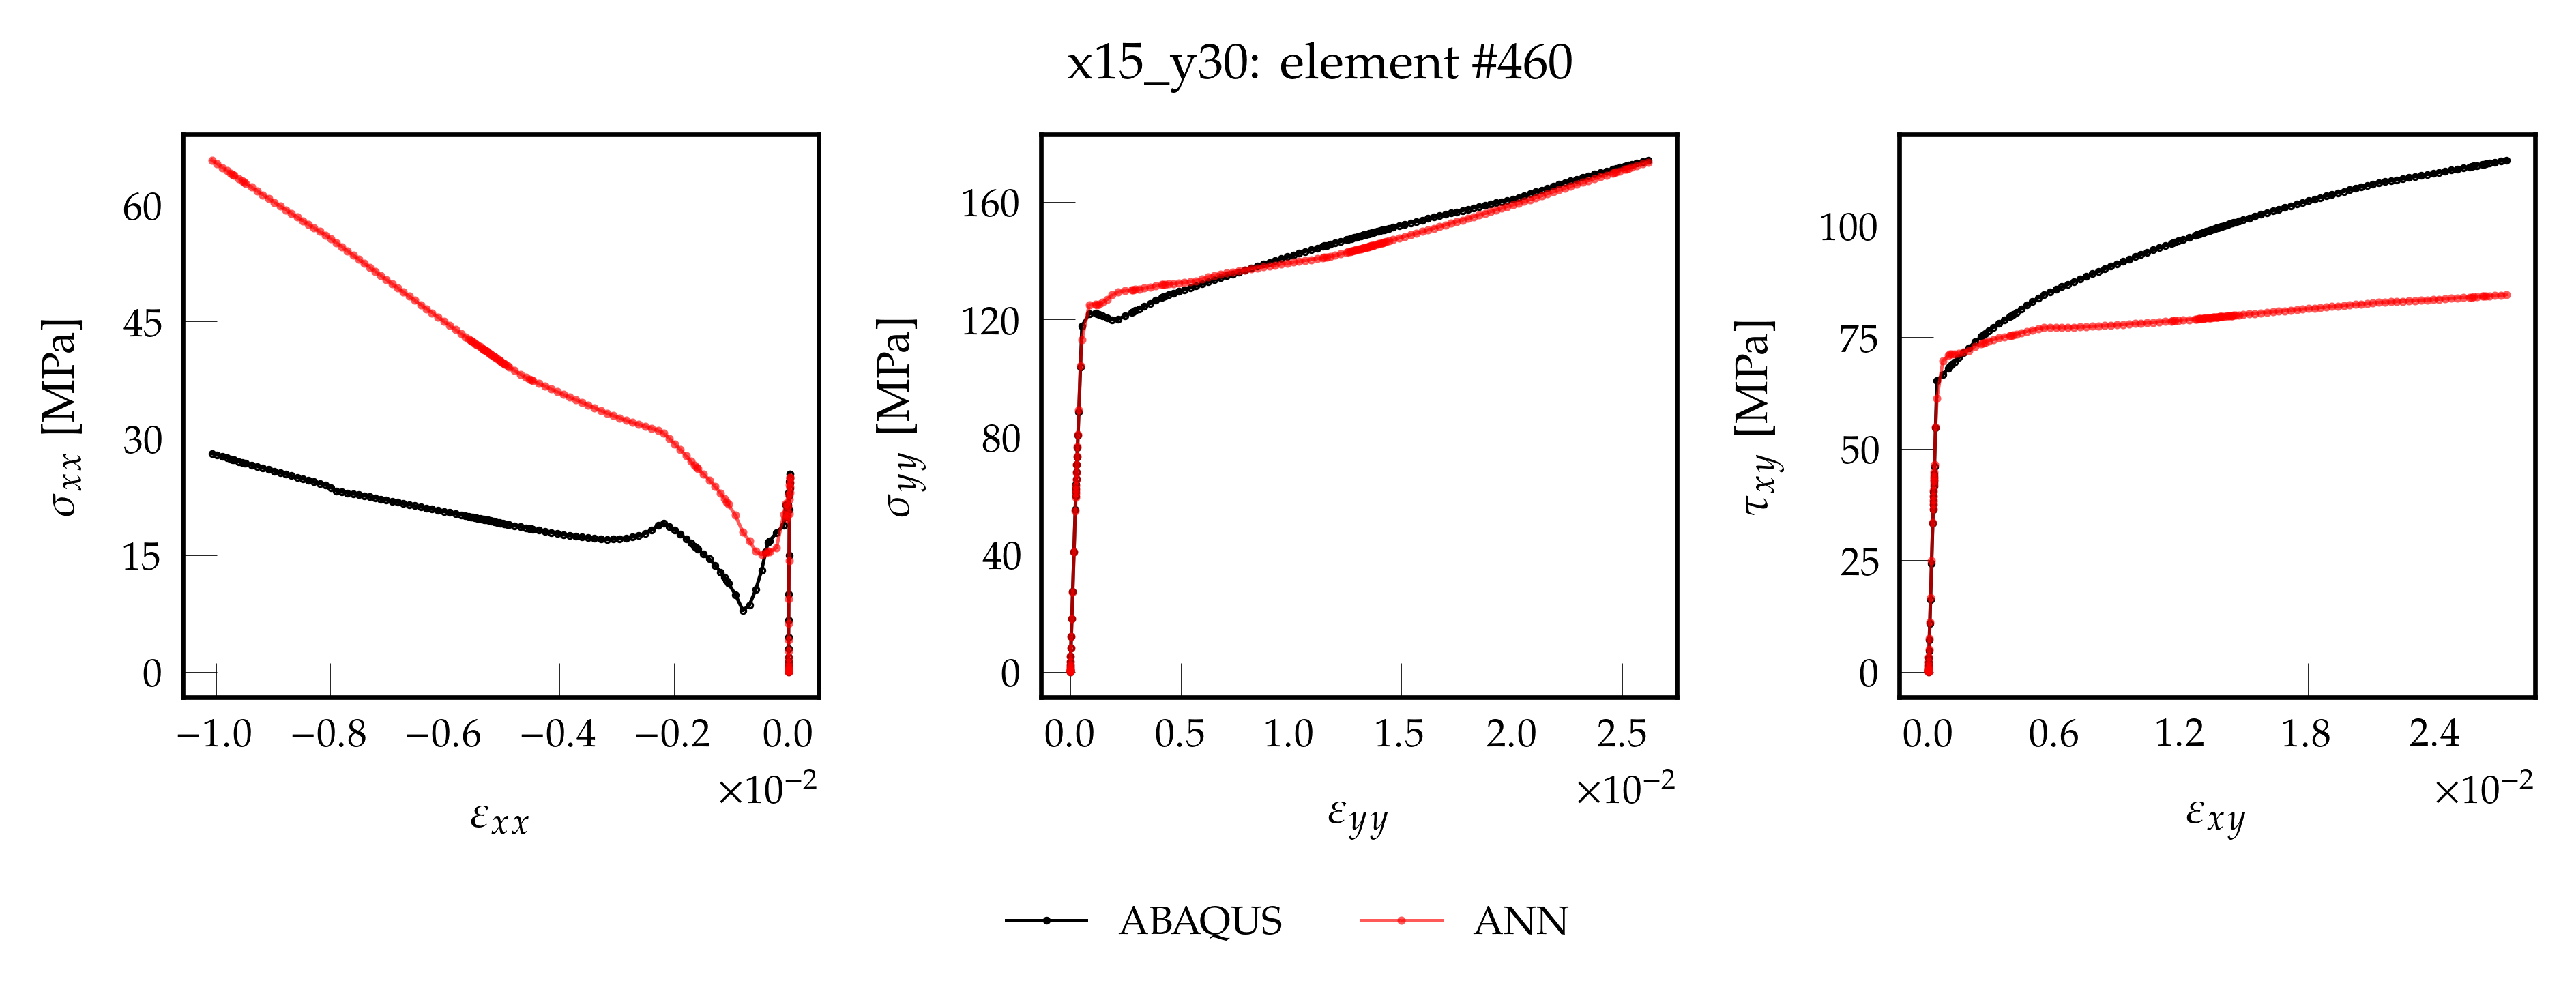 x15_y30: element #460
σxx [MPa]
60
45
30
15
0
−1.0 −0.8 −0.6 −0.4 −0.2 0.0
×10−2
εxx
σyy [MPa]
160
120
80
40
0
0.0 0.5 1.0 1.5 2.0 2.5
×10−2
εyy
τxy [MPa]
100
75
50
25
0
0.0 0.6 1.2 1.8 2.4
×10−2
εxy
ABAQUS ANN